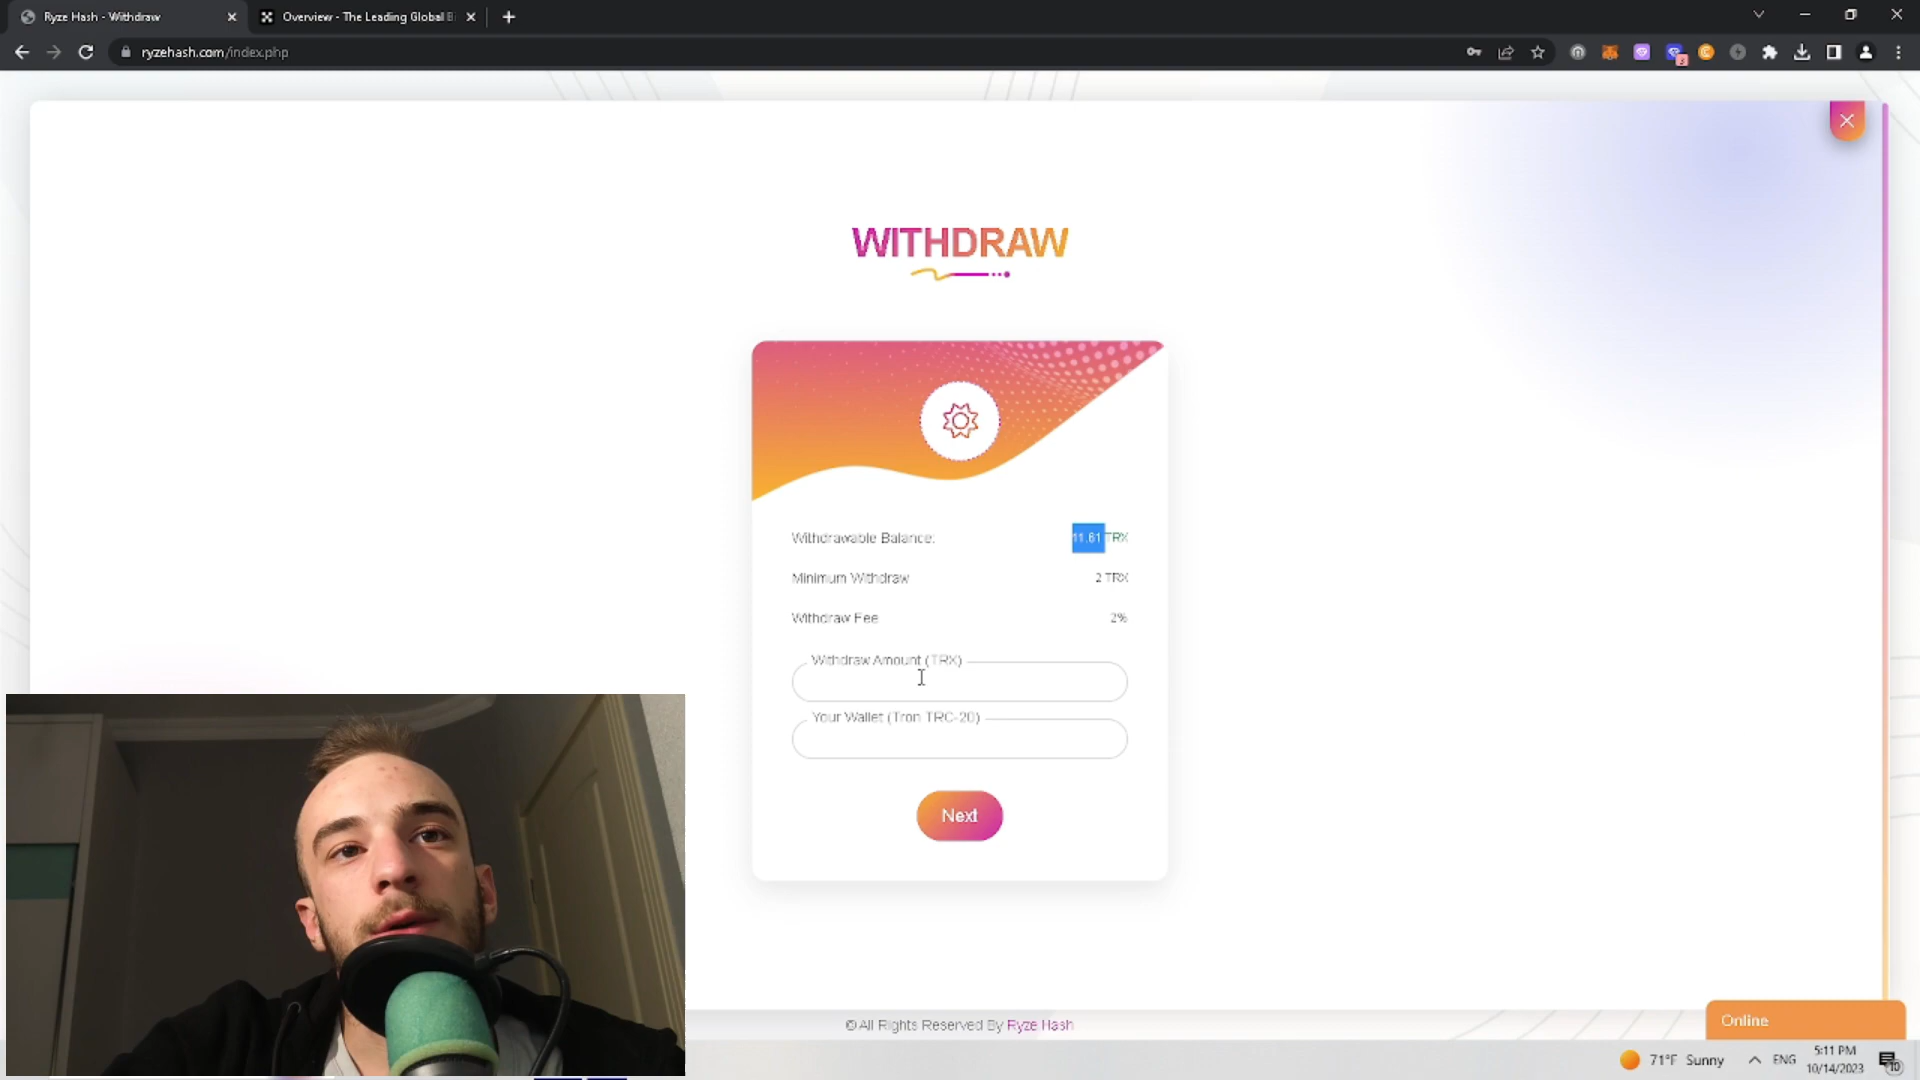 Ryze Hash - Withdraw
Overview - The Leading Global B
ryzehash.com/index.php
3
WITHDRAW
Withdrawable Balance: 11.61 TRX
Minimum Withdraw 2 TRX
Withdraw Fee 2%
Withdraw Amount (TRX)
Your Wallet (Tron TRC-20)
Next
© All Rights Reserved By Ryze Hash
Online
71°F Sunny
ENG
5:11 PM
10/14/2023
10